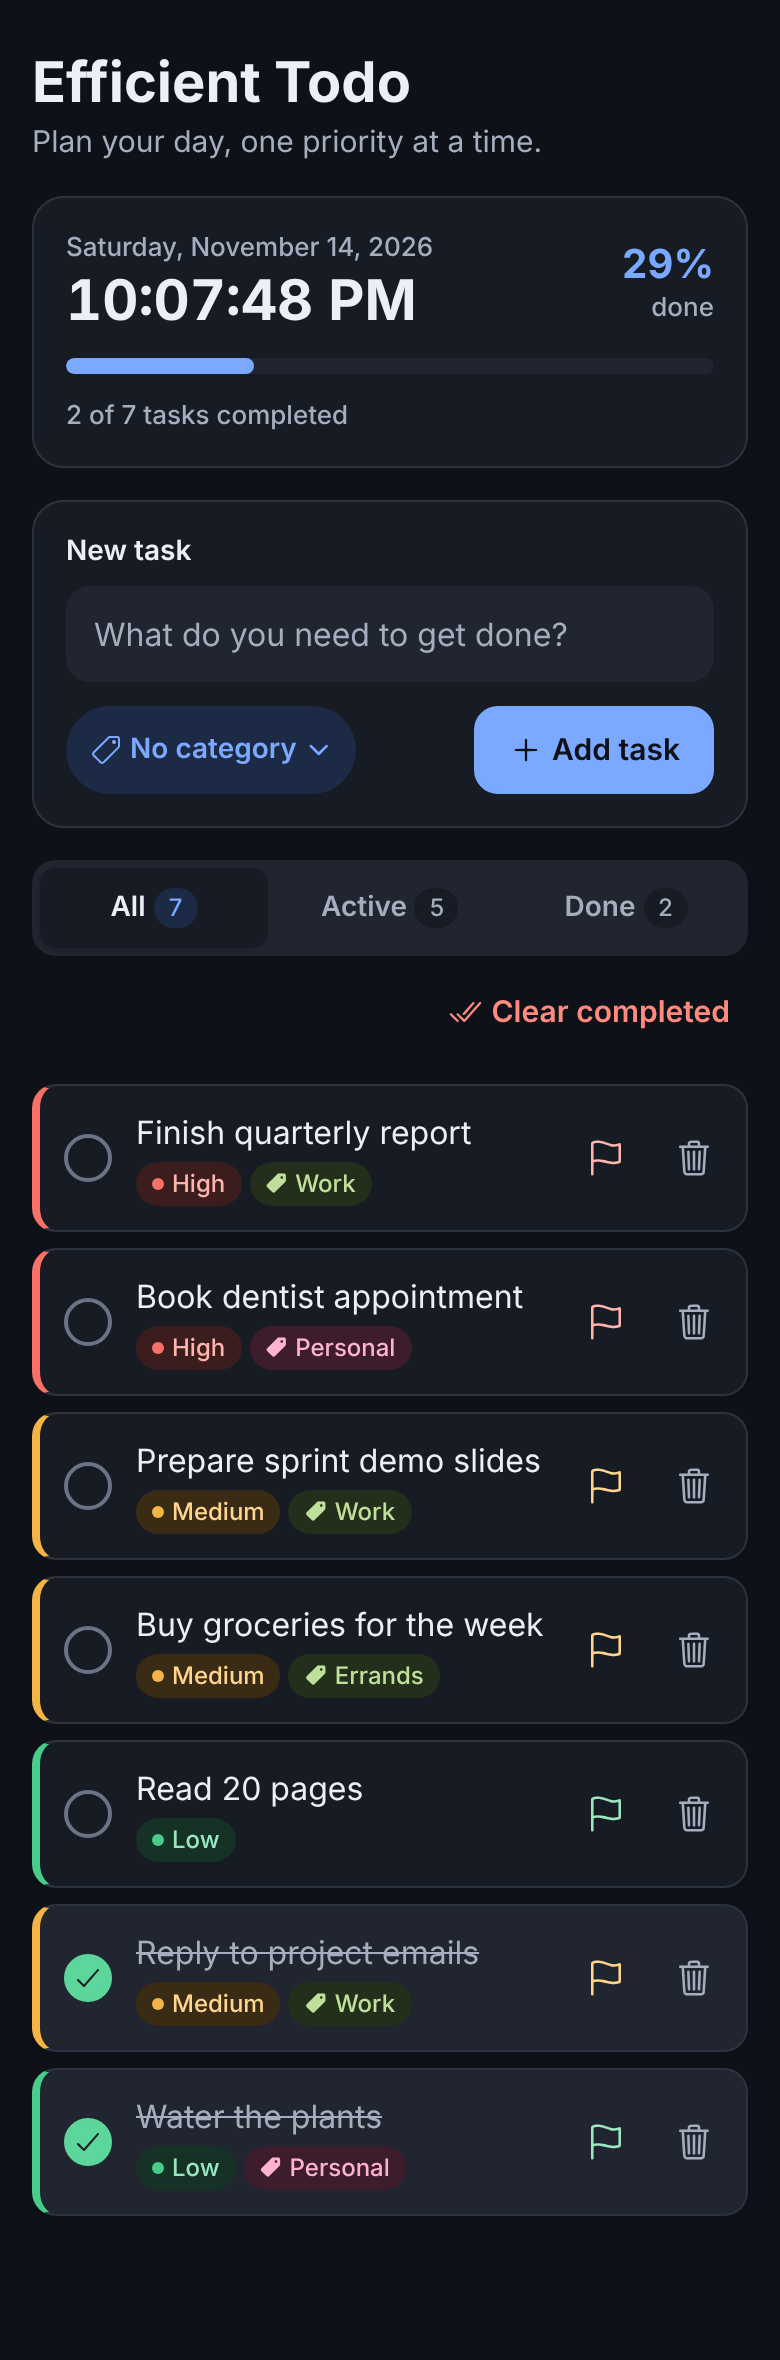 Efficient Todo
Plan your day, one priority at a time.
Saturday, November 14, 2026
10:07:48 PM
29%
done
2 of 7 tasks completed
New task
What do you need to get done?
No category
Add task
All 7 Active 5 Done 2
Clear completed
Finish quarterly report
High Work
Book dentist appointment
High Personal
Prepare sprint demo slides
Medium Work
Buy groceries for the week
Medium Errands
Read 20 pages
Low
Reply to project emails
Medium Work
Water the plants
Low Personal